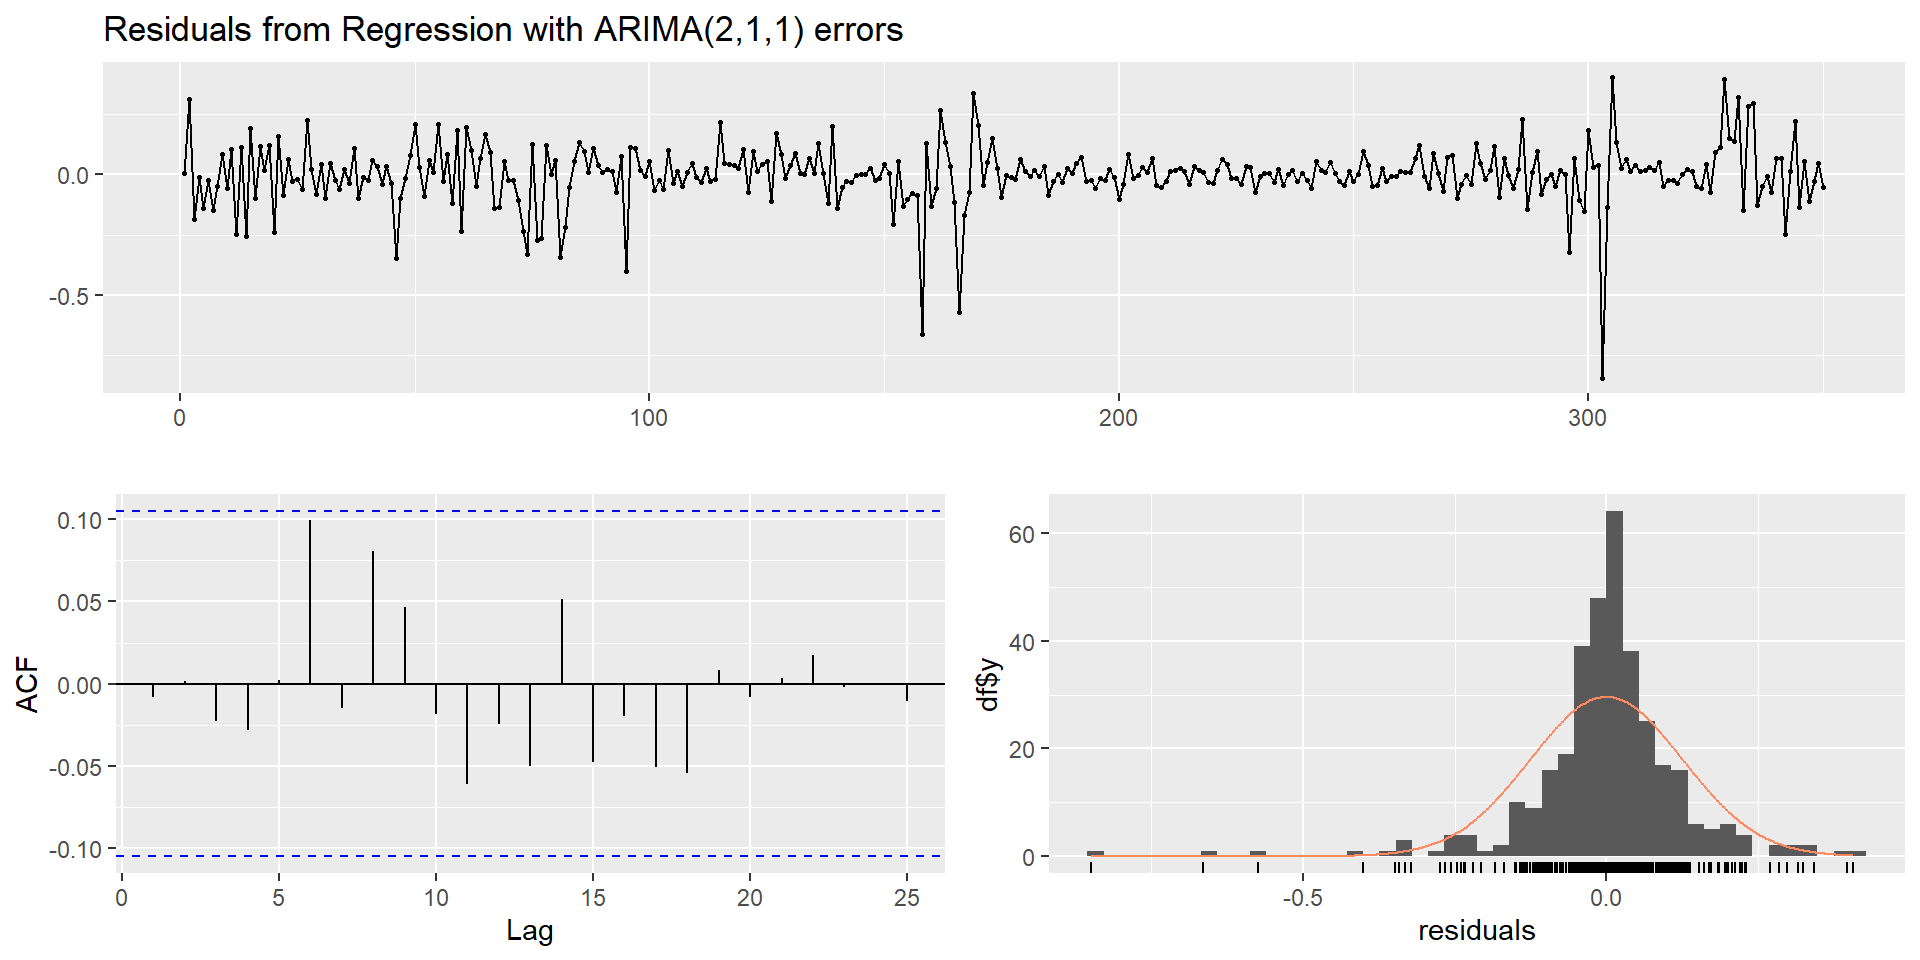 Residuals from Regression with ARIMA(2,1,1) errors
0.0
-0.5
0 100 200 300
ACF
0.10
0.05
0.00
-0.05
-0.10
0 5 10 15 20 25
Lag
df$y
60
40
20
0
-0.5 0.0
residuals